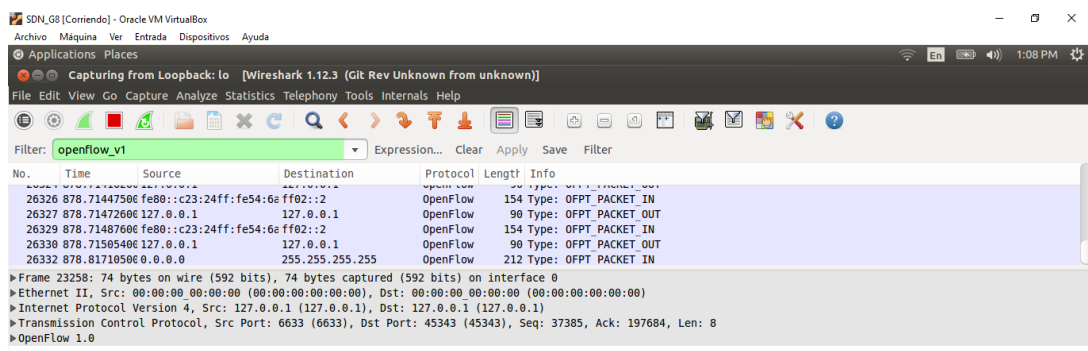 SDN_G8 [Corriendo] - Oracle VM VirtualBox
Archivo Máquina Ver Entrada Dispositivos Ayuda
Applications Places En 1:08 PM
Capturing from Loopback: lo [Wireshark 1.12.3 (Git Rev Unknown from unknown)]
File Edit View Go Capture Analyze Statistics Telephony Tools Internals Help
Filter: openflow_v1 Expression... Clear Apply Save Filter
No. Time Source Destination Protocol Length Info
26326 878.71447500 fe80::c23:24ff:fe54:6a ff02::2 OpenFlow 154 Type: OFPT_PACKET_IN
26327 878.71472600 127.0.0.1 127.0.0.1 OpenFlow 90 Type: OFPT_PACKET_OUT
26329 878.71487600 fe80::c23:24ff:fe54:6a ff02::2 OpenFlow 154 Type: OFPT_PACKET_IN
26330 878.71505400 127.0.0.1 127.0.0.1 OpenFlow 90 Type: OFPT_PACKET_OUT
26332 878.81710500 0.0.0.0 255.255.255.255 OpenFlow 212 Type: OFPT_PACKET_IN
Frame 23258: 74 bytes on wire (592 bits), 74 bytes captured (592 bits) on interface 0
Ethernet II, Src: 00:00:00_00:00:00 (00:00:00:00:00:00), Dst: 00:00:00_00:00:00 (00:00:00:00:00:00)
Internet Protocol Version 4, Src: 127.0.0.1 (127.0.0.1), Dst: 127.0.0.1 (127.0.0.1)
Transmission Control Protocol, Src Port: 6633 (6633), Dst Port: 45343 (45343), Seq: 37385, Ack: 197684, Len: 8
OpenFlow 1.0